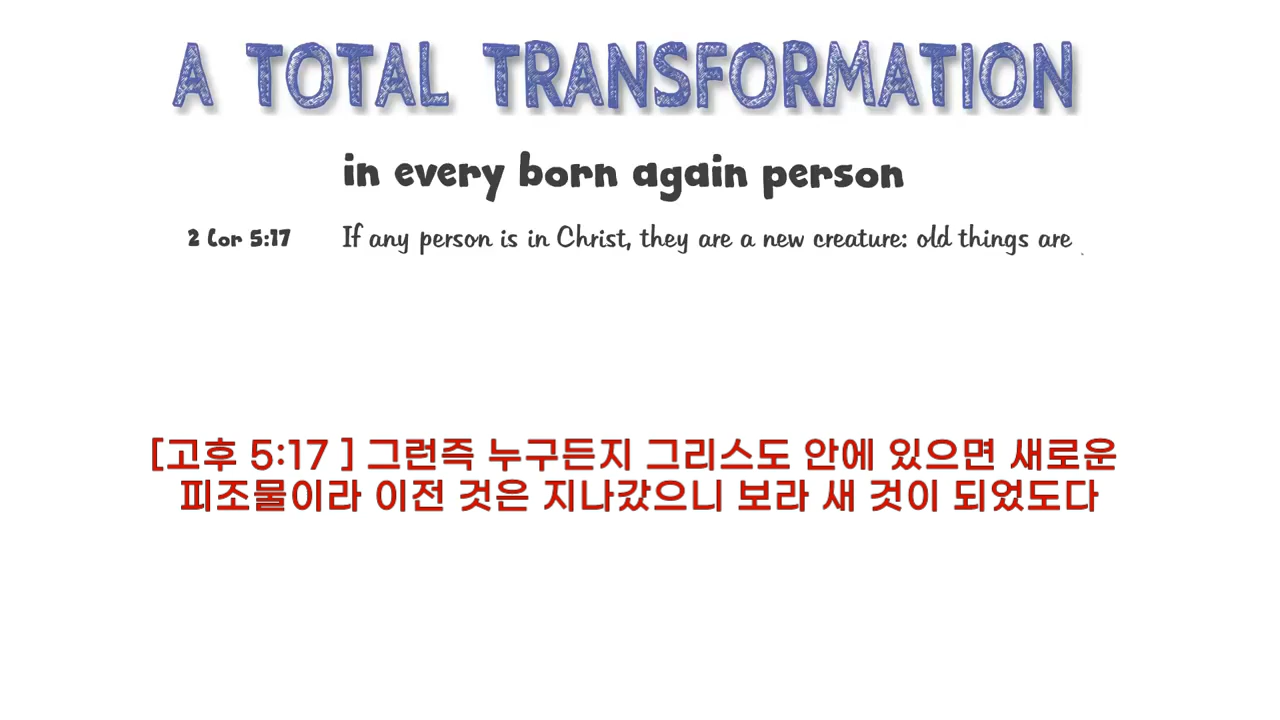 A TOTAL TRANSFORMATION
in every born again person
2 Cor 5:17 If any person is in Christ, they are a new creature: old things are
[고후 5:17 ] 그런즉 누구든지 그리스도 안에 있으면 새로운
피조물이라 이전 것은 지나갔으니 보라 새 것이 되었도다